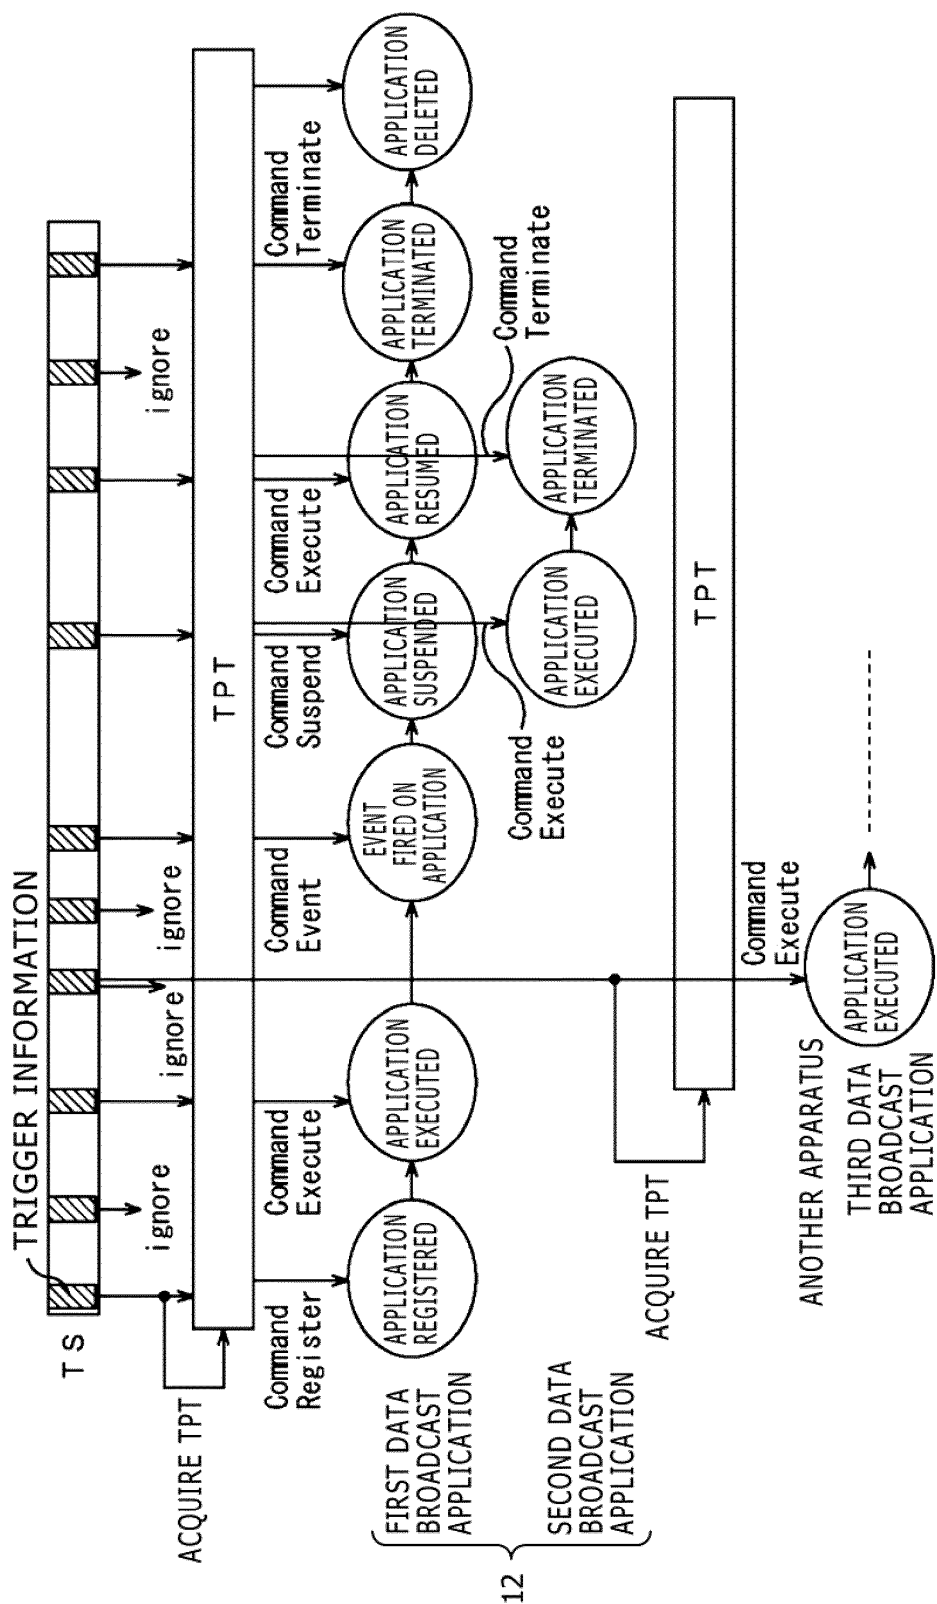 TRIGGER INFORMATION
TS
ignore
ignore
ignore
ignore
ACQUIRE TPT
TPT
Command
Register
Command
Execute
Command
Event
Command
Suspend
Command
Execute
Command
Terminate
FIRST DATA
BROADCAST
APPLICATION
APPLICATION
REGISTERED
APPLICATION
EXECUTED
EVENT
FIRED ON
APPLICATION
APPLICATION
SUSPENDED
APPLICATION
RESUMED
APPLICATION
TERMINATED
APPLICATION
DELETED
12
Command
Execute
Command
Terminate
SECOND DATA
BROADCAST
APPLICATION
APPLICATION
EXECUTED
APPLICATION
TERMINATED
ACQUIRE TPT
TPT
Command
Execute
ANOTHER APPARATUS
THIRD DATA
BROADCAST
APPLICATION
APPLICATION
EXECUTED